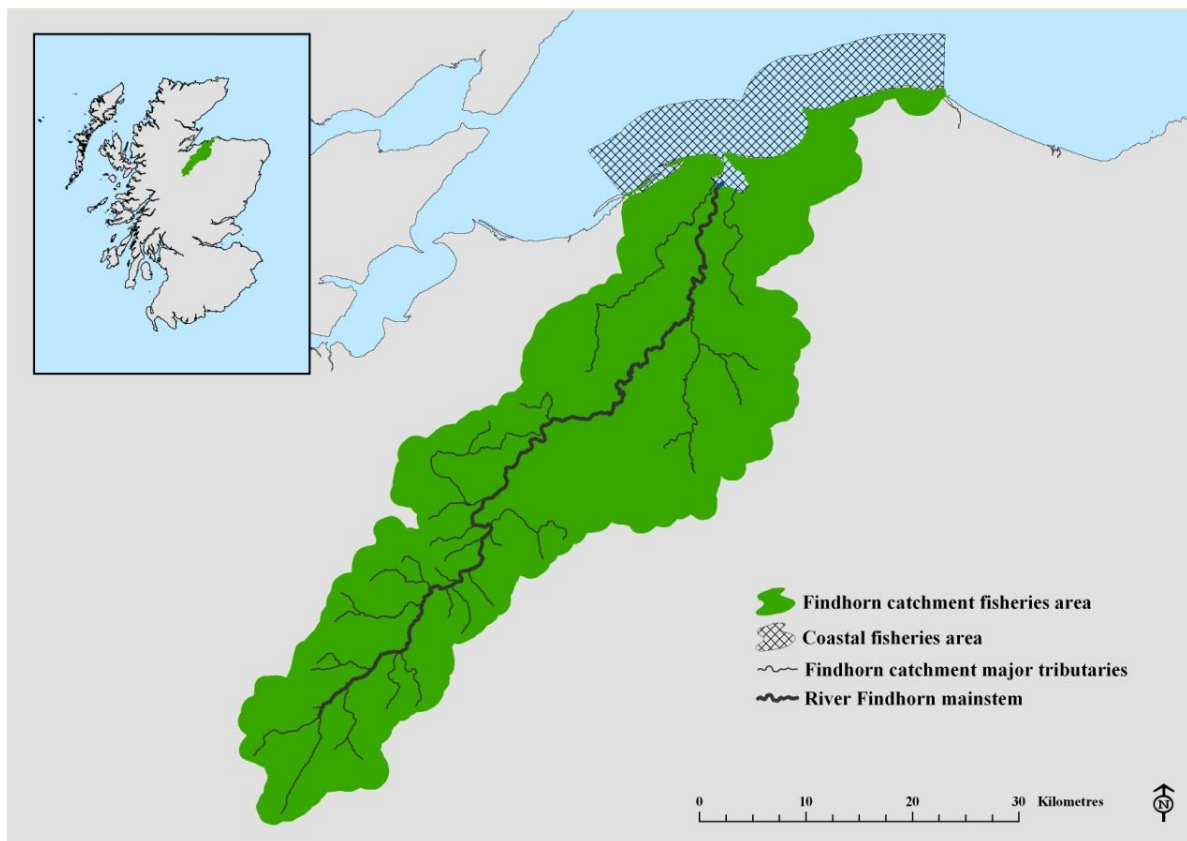 Findhorn catchment fisheries area
Coastal fisheries area
Findhorn catchment major tributaries
River Findhorn mainstem
0 10 20 30 Kilometres
N